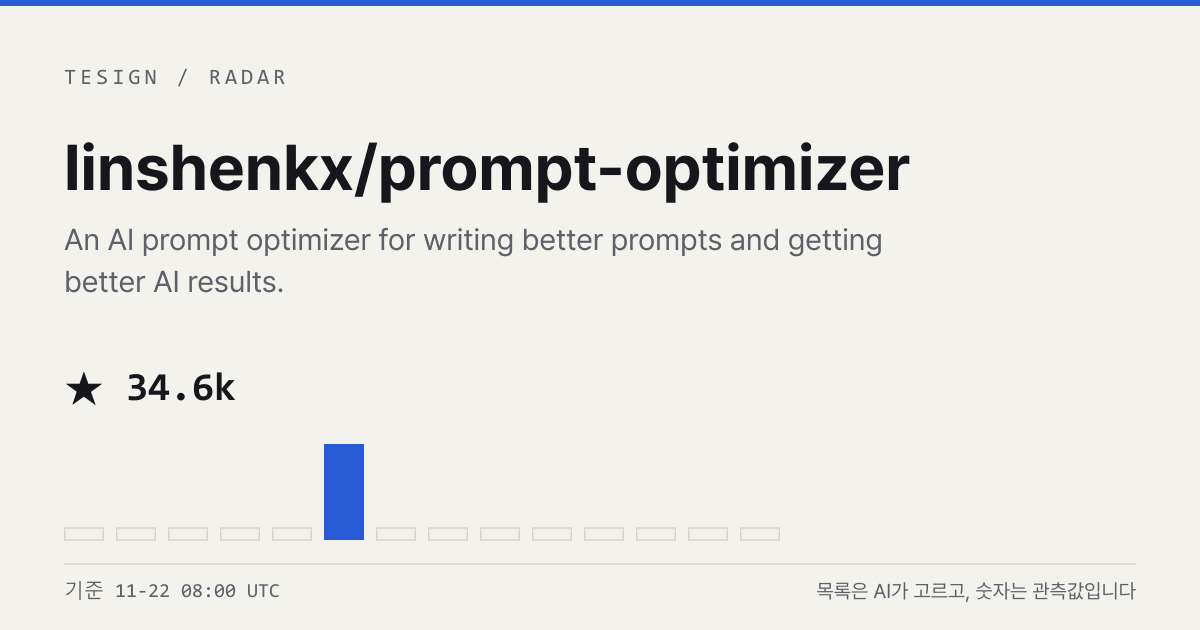 TESIGN / RADAR
linshenkx/prompt-optimizer
An AI prompt optimizer for writing better prompts and getting
better AI results.
★ 34.6k
기준 11-22 08:00 UTC
목록은 AI가 고르고, 숫자는 관측값입니다